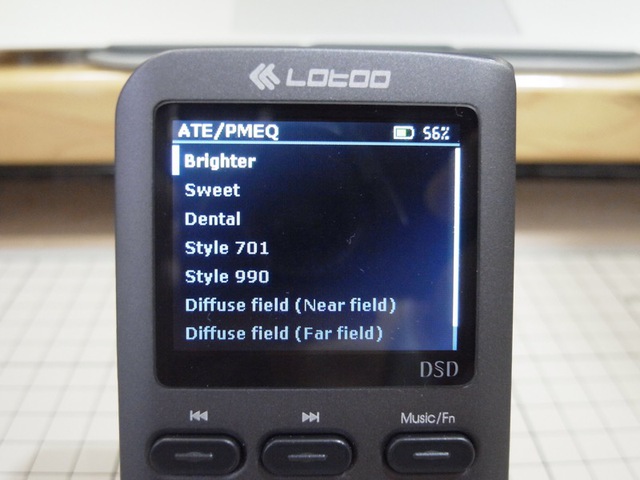 LOTOO
ATE/PMEQ 56%
Brighter
Sweet
Dental
Style 701
Style 990
Diffuse field (Near field)
Diffuse field (Far field)
DSD
Music/Fn